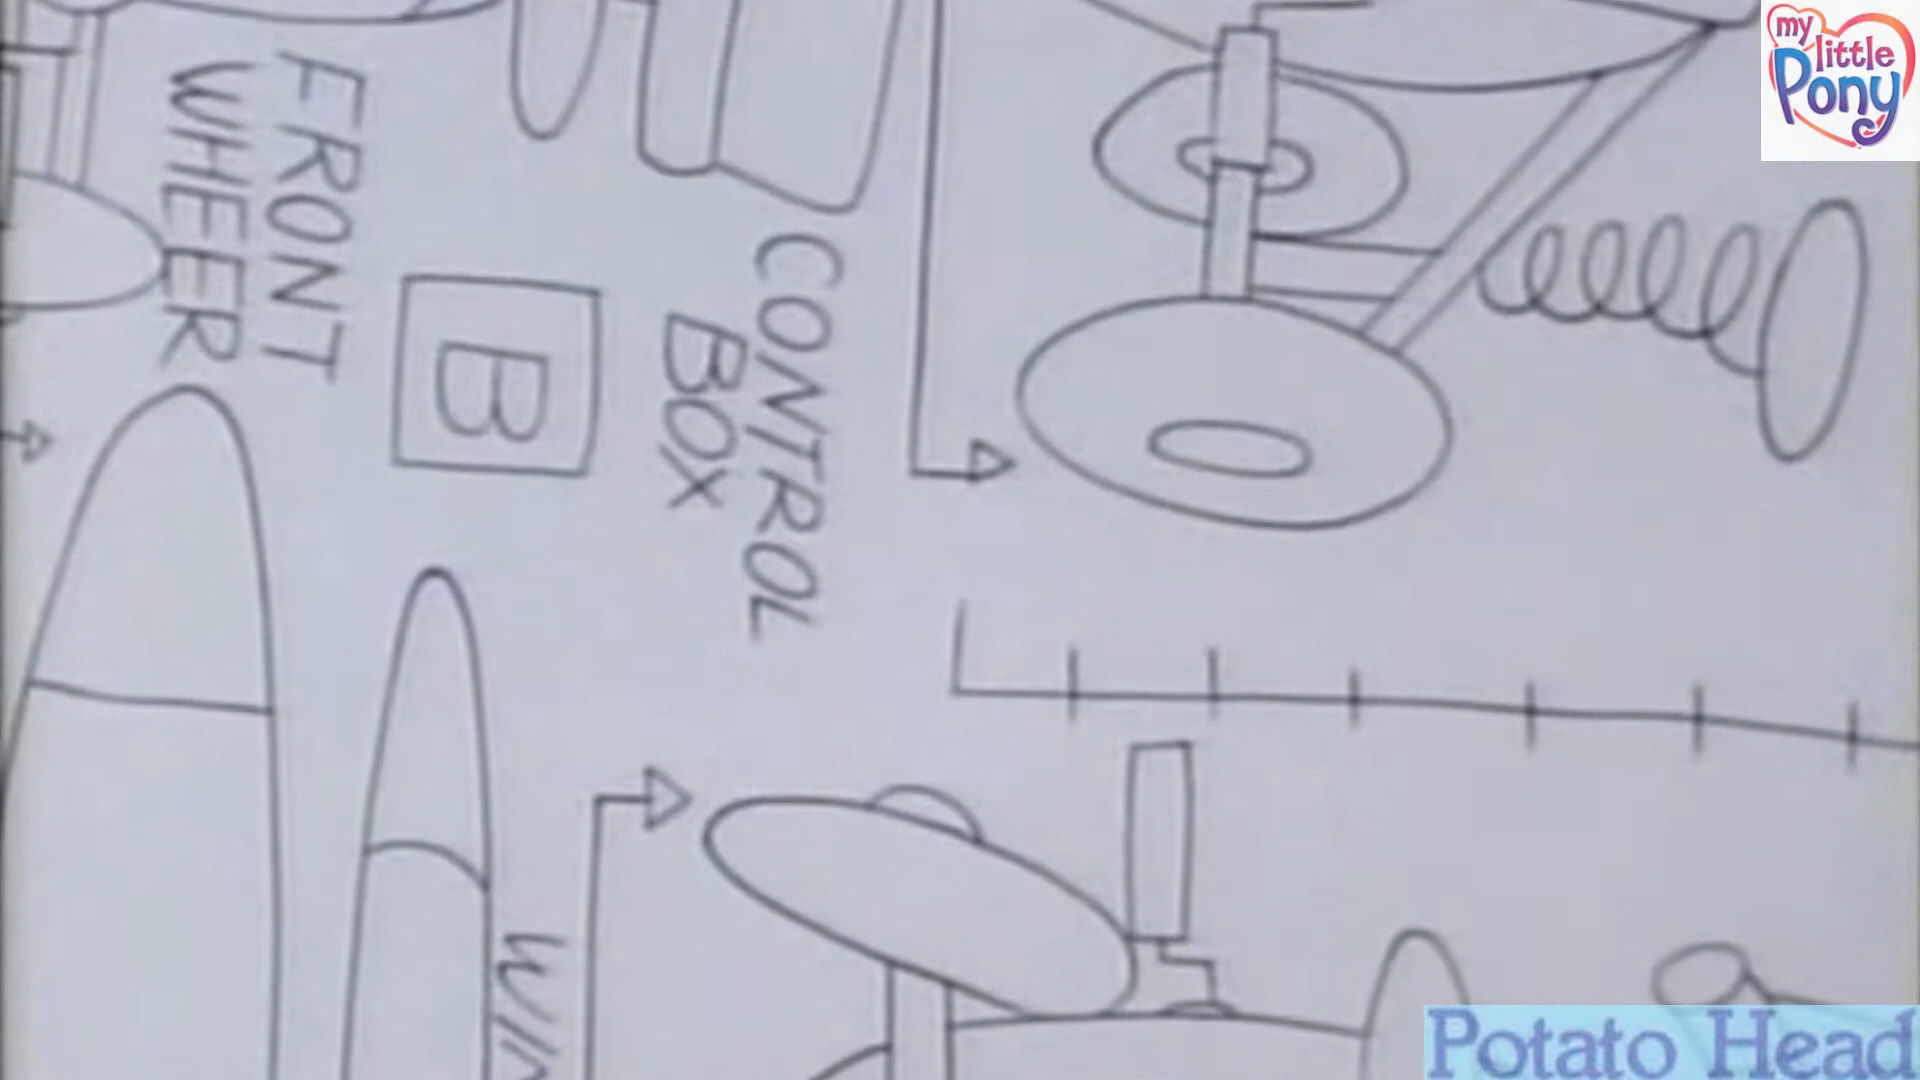 my
little
Pony
FRONT
WHEER
B
CONTROL
BOX
Potato Head